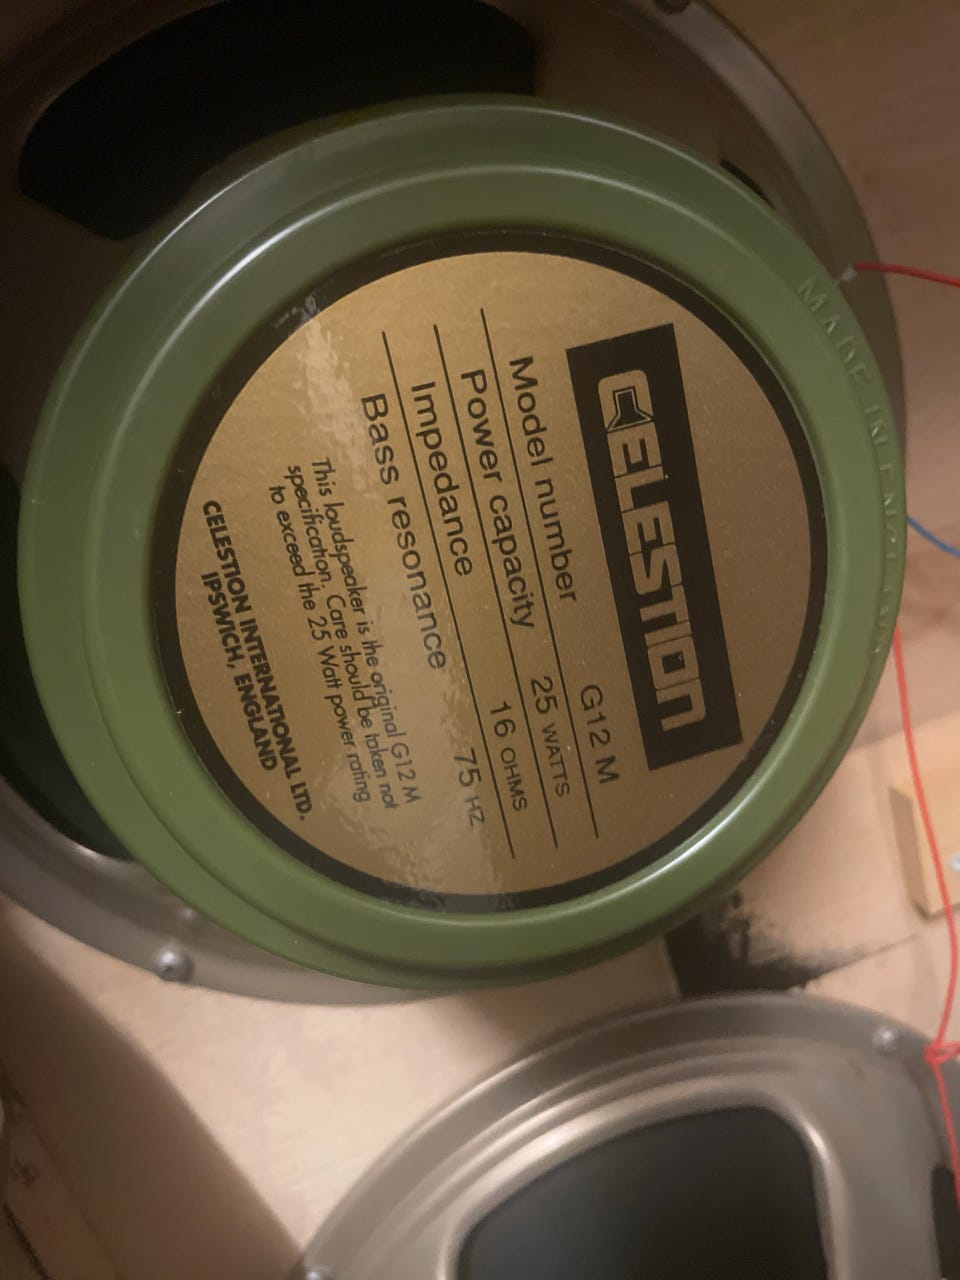 CELESTION
Model number G12 M
Power capacity 25 WATTS
Impedance 16 OHMS
Bass resonance 75 HZ
This loudspeaker is the original G12 M
specification. Care should be taken not
to exceed the 25 Watt power rating
CELESTION INTERNATIONAL LTD.
IPSWICH, ENGLAND
MADE IN ENGLAND